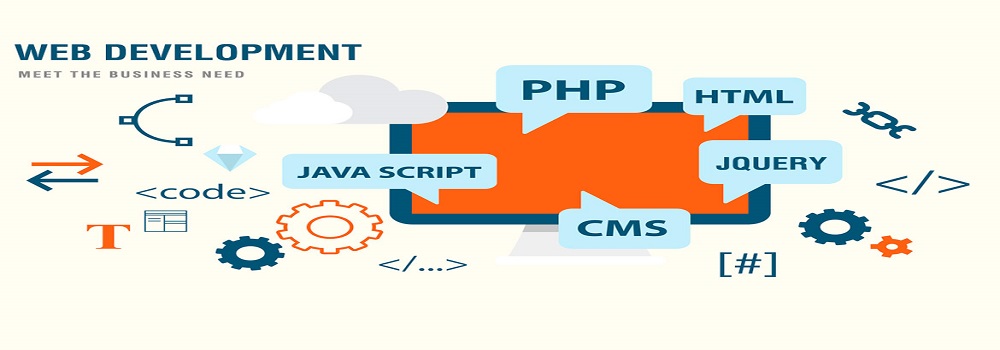 WEB DEVELOPMENT
MEET THE BUSINESS NEED
PHP
HTML
JAVA SCRIPT
JQUERY
<code>
</>
T
CMS
</...>
[#]